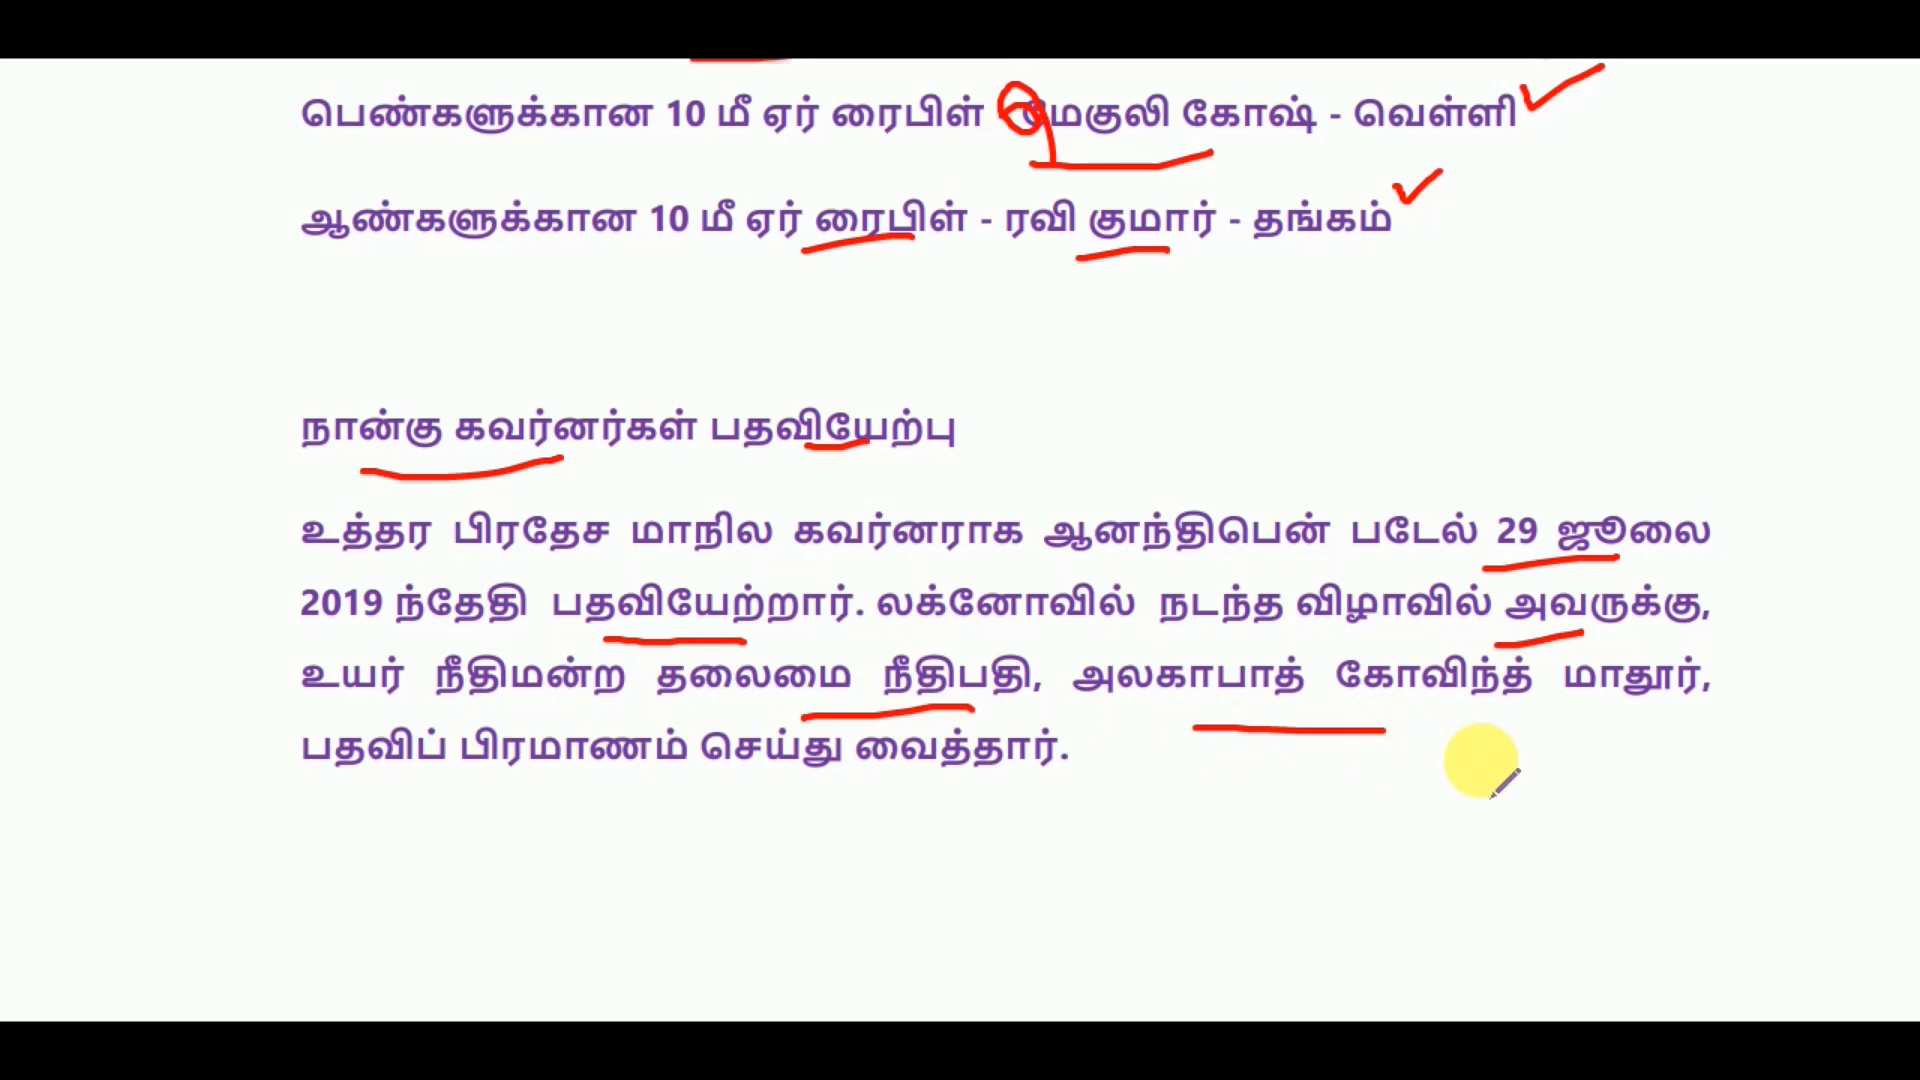 பெண்களுக்கான 10 மீ ஏர் ரைபிள் மேகுலி கோஷ் - வெள்ளி
ஆண்களுக்கான 10 மீ ஏர் ரைபிள் - ரவி குமார் - தங்கம்
நான்கு கவர்னர்கள் பதவியேற்பு
உத்தர பிரதேச மாநில கவர்னராக ஆனந்திபென் படேல் 29 ஜூலை
2019 ந்தேதி பதவியேற்றார். லக்னோவில் நடந்த விழாவில் அவருக்கு,
உயர் நீதிமன்ற தலைமை நீதிபதி, அலகாபாத் கோவிந்த் மாதூர்,
பதவிப் பிரமாணம் செய்து வைத்தார்.